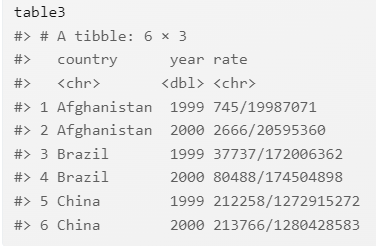 table3
#> # A tibble: 6 × 3
#>   country      year rate
#>   <chr>       <dbl> <chr>
#> 1 Afghanistan  1999 745/19987071
#> 2 Afghanistan  2000 2666/20595360
#> 3 Brazil       1999 37737/172006362
#> 4 Brazil       2000 80488/174504898
#> 5 China        1999 212258/1272915272
#> 6 China        2000 213766/1280428583